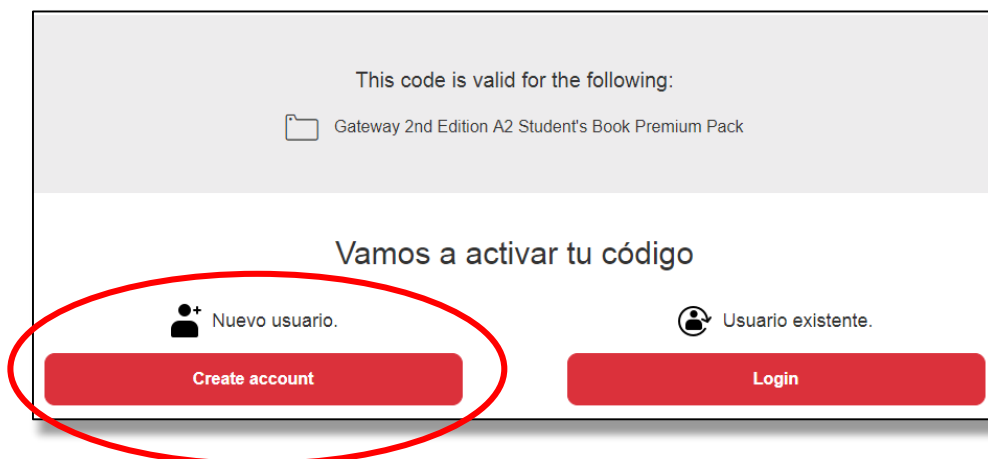 This code is valid for the following:
Gateway 2nd Edition A2 Student's Book Premium Pack
Vamos a activar tu código
Nuevo usuario.
Usuario existente.
Create account
Login